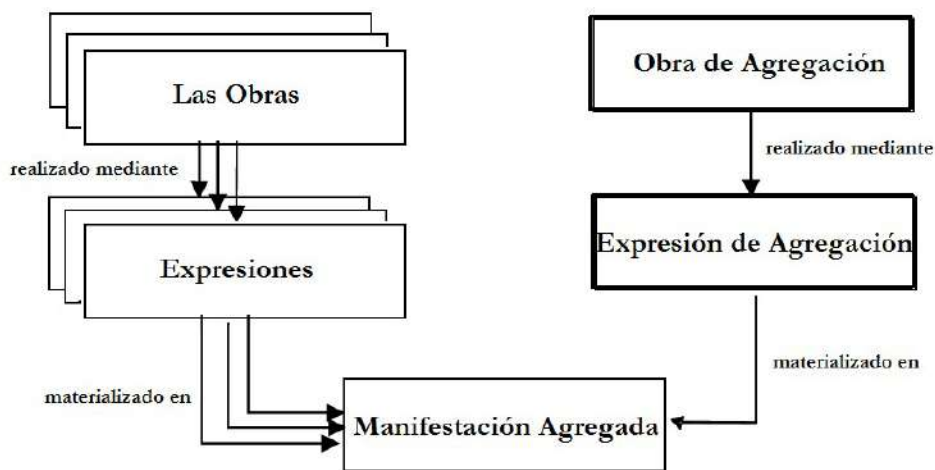 Las Obras
Obra de Agregación
realizado mediante
realizado mediante
Expresiones
Expresión de Agregación
materializado en
materializado en
Manifestación Agregada